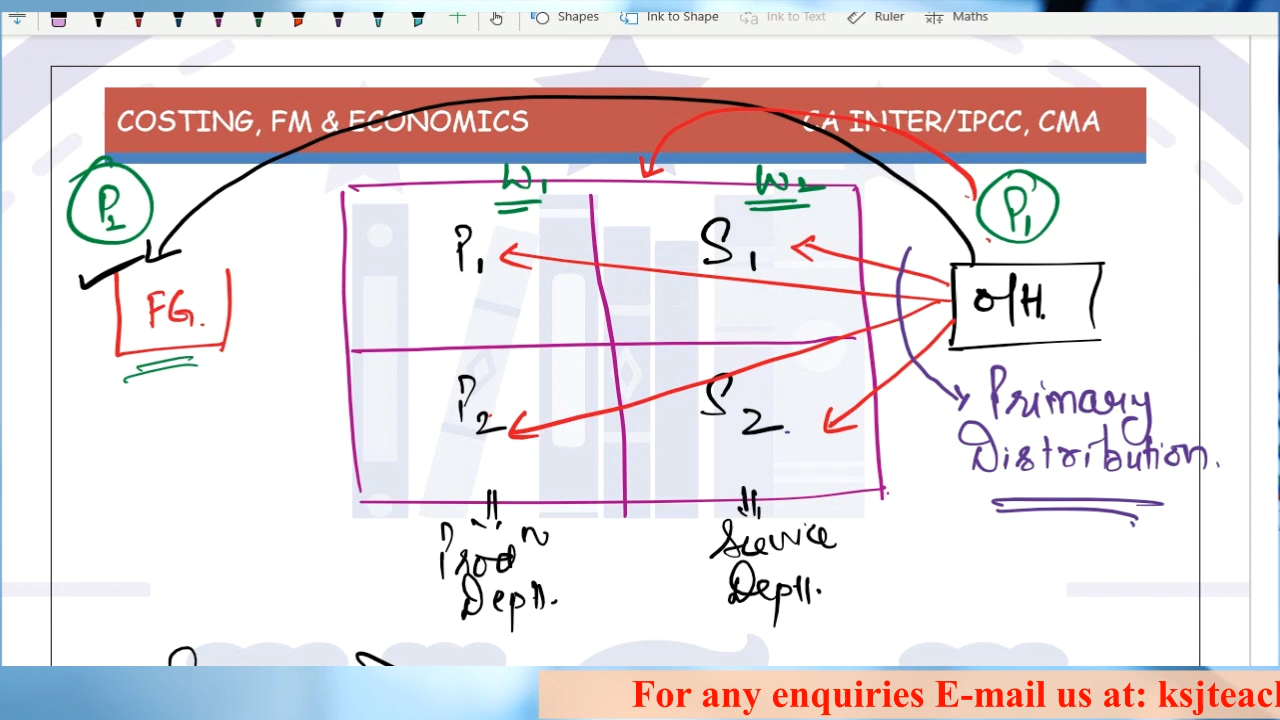 Shapes Ink to Shape Ink to Text Ruler Maths
COSTING, FM & ECONOMICS CA INTER/IPCC, CMA
W1 W2
P2 P1
P1 S1
FG. O/H.
P2 S2
Primary
Distribution.
Prodn Service
Deptt. Deptt.
For any enquiries E-mail us at: ksjteach